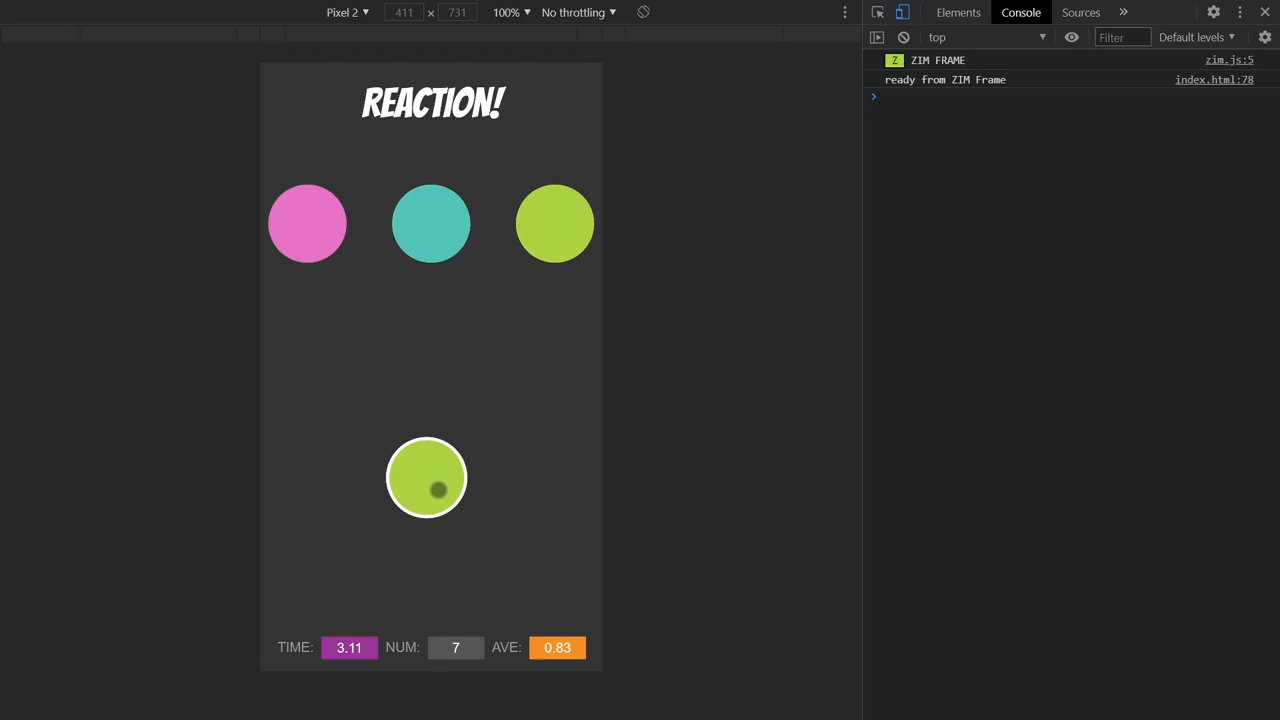 Pixel 2 411 × 731 100% No throttling
Elements Console Sources »
top Filter Default levels
Z ZIM FRAME zim.js:5
ready from ZIM Frame index.html:78
REACTION!
TIME: 3.11 NUM: 7 AVE: 0.83